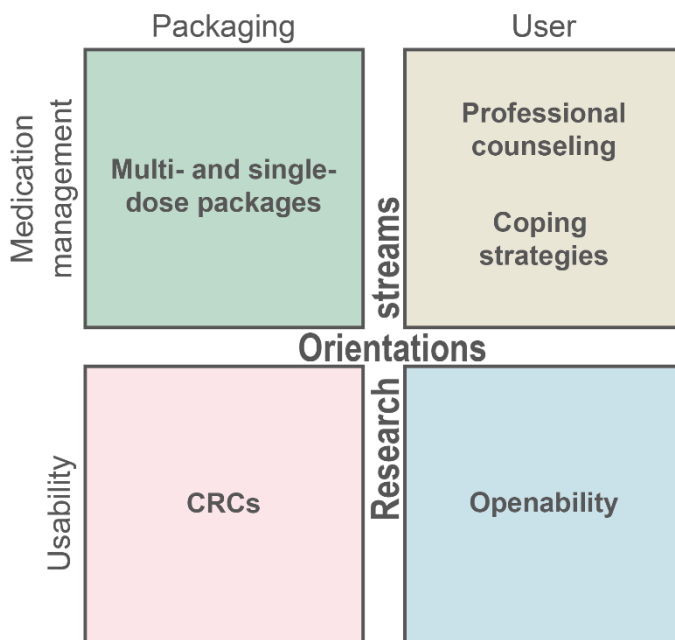 Packaging
User
Medication
management
Multi- and single-
dose packages
Professional
counseling
Coping
strategies
streams
Orientations
Research
Usability
CRCs
Openability